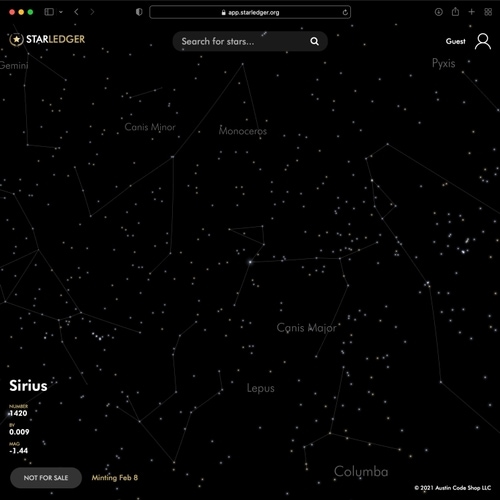 app.starledger.org
STARLEDGER
Search for stars...
Guest
Gemini
Pyxis
Canis Minor
Monoceros
Canis Major
Lepus
Columba
Sirius
NUMBER
1420
BY
0.009
MAG
-1.44
NOT FOR SALE
Minting Feb 8
© 2021 Austin Code Shop LLC